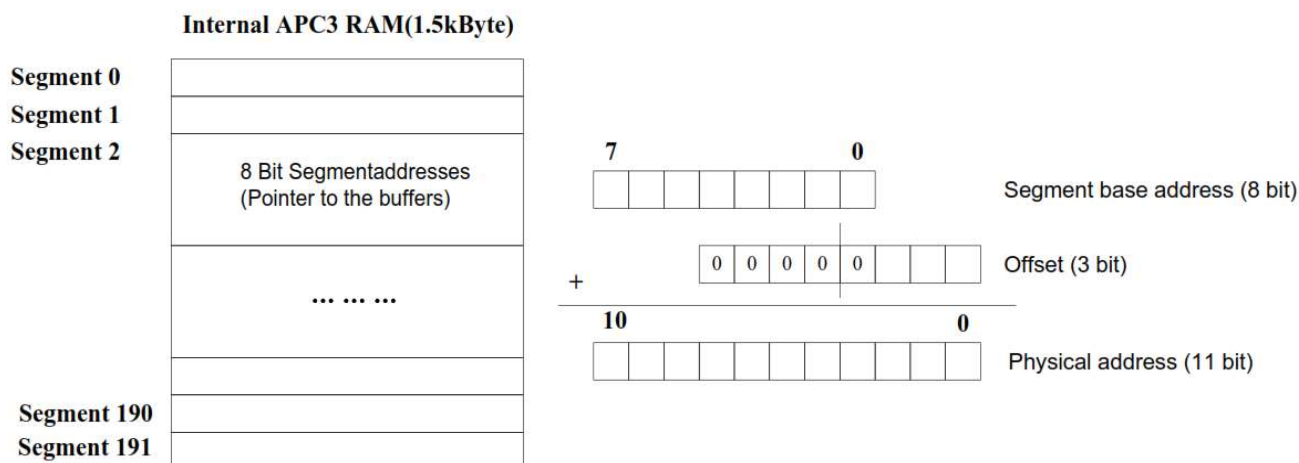 Internal APC3 RAM(1.5kByte)
Segment 0
Segment 1
Segment 2
8 Bit Segmentaddresses
(Pointer to the buffers)
... ... ...
Segment 190
Segment 191
7 0
Segment base address (8 bit)
0 0 0 0 0
Offset (3 bit)
+
10 0
Physical address (11 bit)